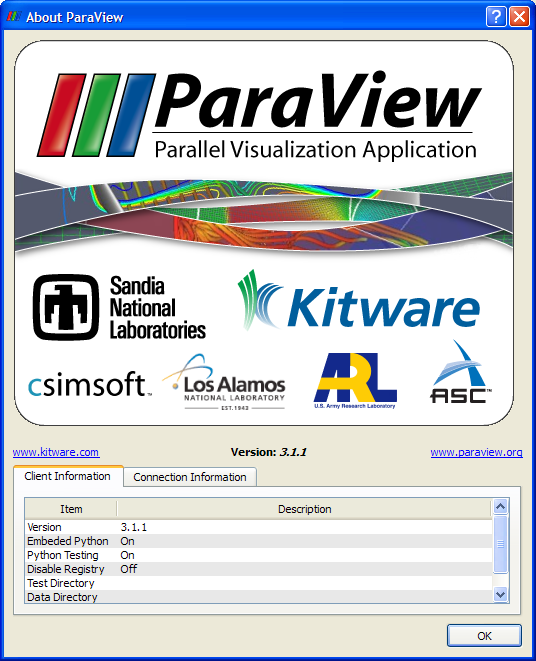 About ParaView
ParaView
Parallel Visualization Application
Sandia
National
Laboratories
Kitware
csimsoft™
Los Alamos
NATIONAL LABORATORY
EST.1943
ARL
U.S. Army Research Laboratory
ASC™
www.kitware.com
Version: 3.1.1
www.paraview.org
Client Information
Connection Information
Item Description
Version 3.1.1
Embeded Python On
Python Testing On
Disable Registry Off
Test Directory
Data Directory
OK